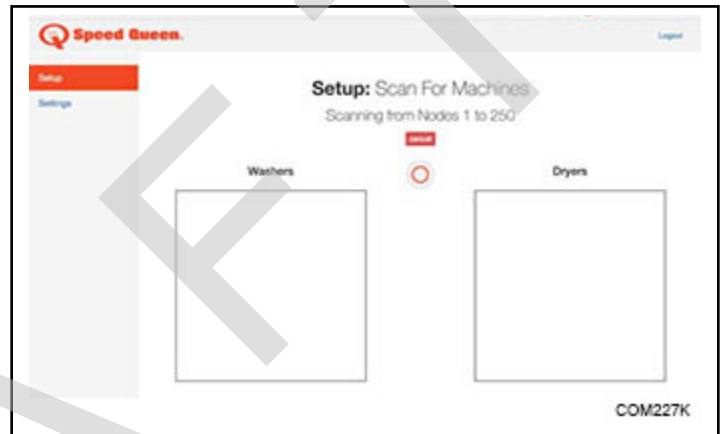 Speed Queen.
Logout
Setup
Settings
Setup: Scan For Machines
Scanning from Nodes 1 to 250
cancel
Washers
Dryers
COM227K